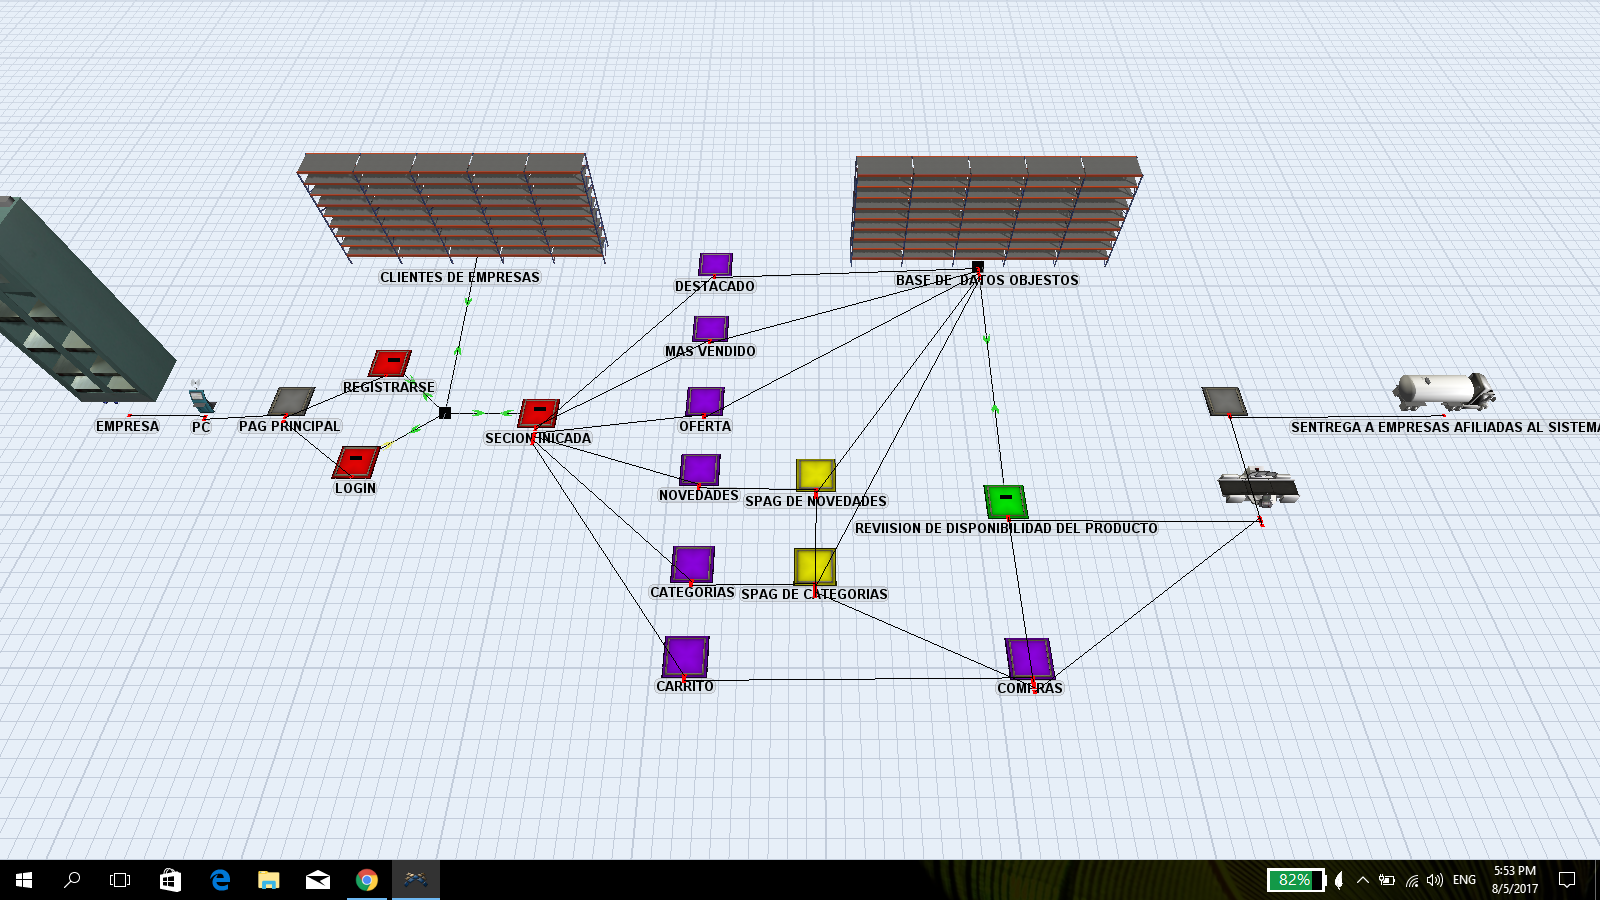 CLIENTES DE EMPRESAS
BASE DE DATOS OBJESTOS
DESTACADO
MAS VENDIDO
REGISTRARSE
EMPRESA
PC
PAG PRINCIPAL
SECION INICADA
OFERTA
SENTREGA A EMPRESAS AFILIADAS AL SISTEMA
LOGIN
NOVEDADES
SPAG DE NOVEDADES
REVIISION DE DISPONIBILIDAD DEL PRODUCTO
CATEGORIAS
SPAG DE CATEGORIAS
CARRITO
COMPRAS
82%
ENG
5:53 PM
8/5/2017